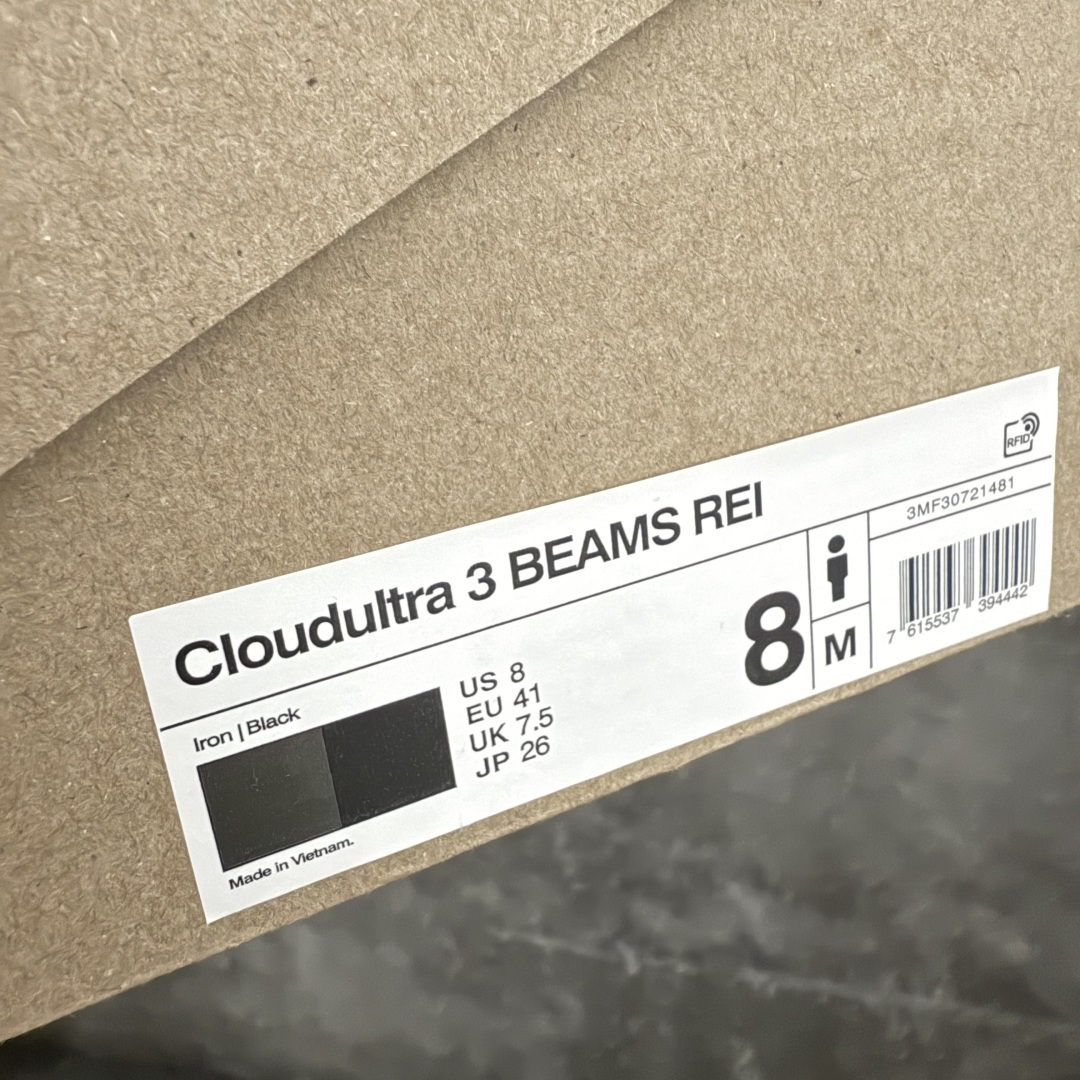 RFID
Cloudultra 3 BEAMS REI
3MF30721481
Iron | Black
US 8
EU 41
UK 7.5
JP 26
8
M
7 615537 394442
Made in Vietnam.